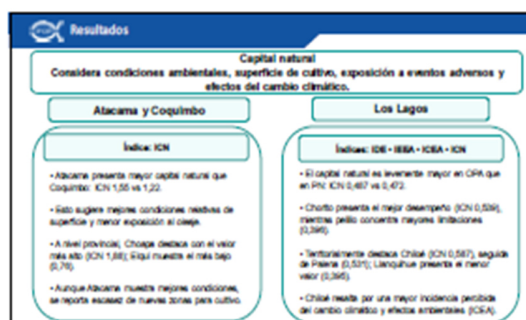 Resultados
Capital natural
Considera condiciones ambientales, superficie de cultivo, exposición a eventos adversos y
efectos del cambio climático.
Atacama y Coquimbo
Índice: ICN
• Atacama presenta mayor capital natural que
Coquimbo: ICN 1,55 vs 1,22.
• Esto sugiere mejores condiciones relativas de
superficie y menor exposición al oleaje.
• A nivel provincial, Choapa destaca con el valor
más alto (ICN 1,88); Elqui muestra el más bajo
(0,76).
• Aunque Atacama muestra mejores condiciones,
se reporta escasez de nuevas zonas para cultivo.
Los Lagos
Índices: IDE • IEEA • ICEA • ICN
• El capital natural es levemente mayor en OPA que
en PN: ICN 0,487 vs 0,472.
• Chorito presenta el mejor desempeño (ICN 0,539),
mientras pelillo concentra mayores limitaciones
(0,396).
• Territorialmente destaca Chiloé (ICN 0,587), seguida
de Palena (0,531); Llanquihue presenta el menor
valor (0,395).
• Chiloé resalta por una mayor incidencia percibida
del cambio climático y efectos ambientales (ICEA).